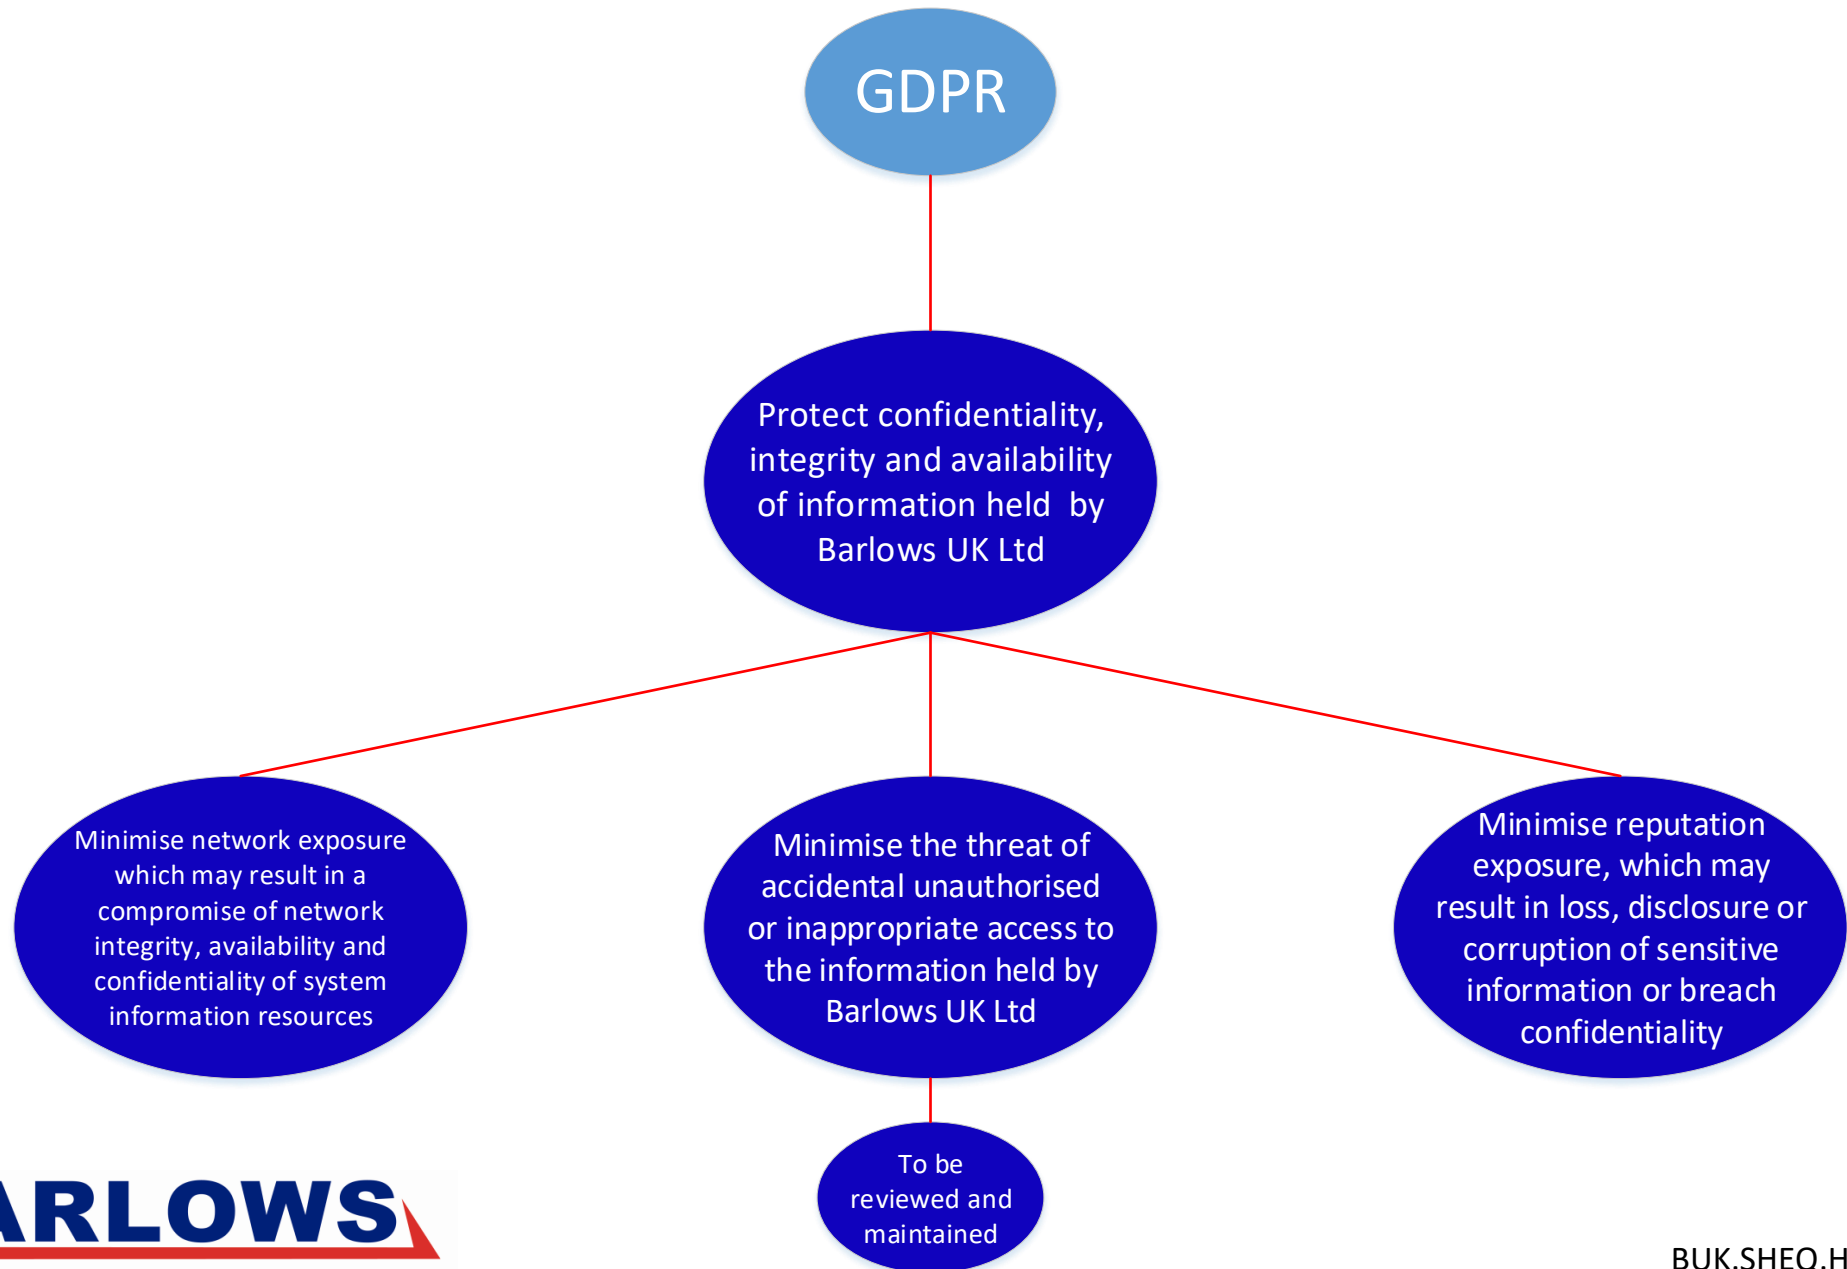 GDPR
Protect confidentiality,
integrity and availability
of information held  by
Barlows UK Ltd
Minimise network exposure
which may result in a
compromise of network
integrity, availability and
confidentiality of system
information resources
Minimise the threat of
accidental unauthorised
or inappropriate access to
the information held by
Barlows UK Ltd
Minimise reputation
exposure, which may
result in loss, disclosure or
corruption of sensitive
information or breach
confidentiality
To be
reviewed and
maintained
ARLOWS
BUK.SHEQ.H